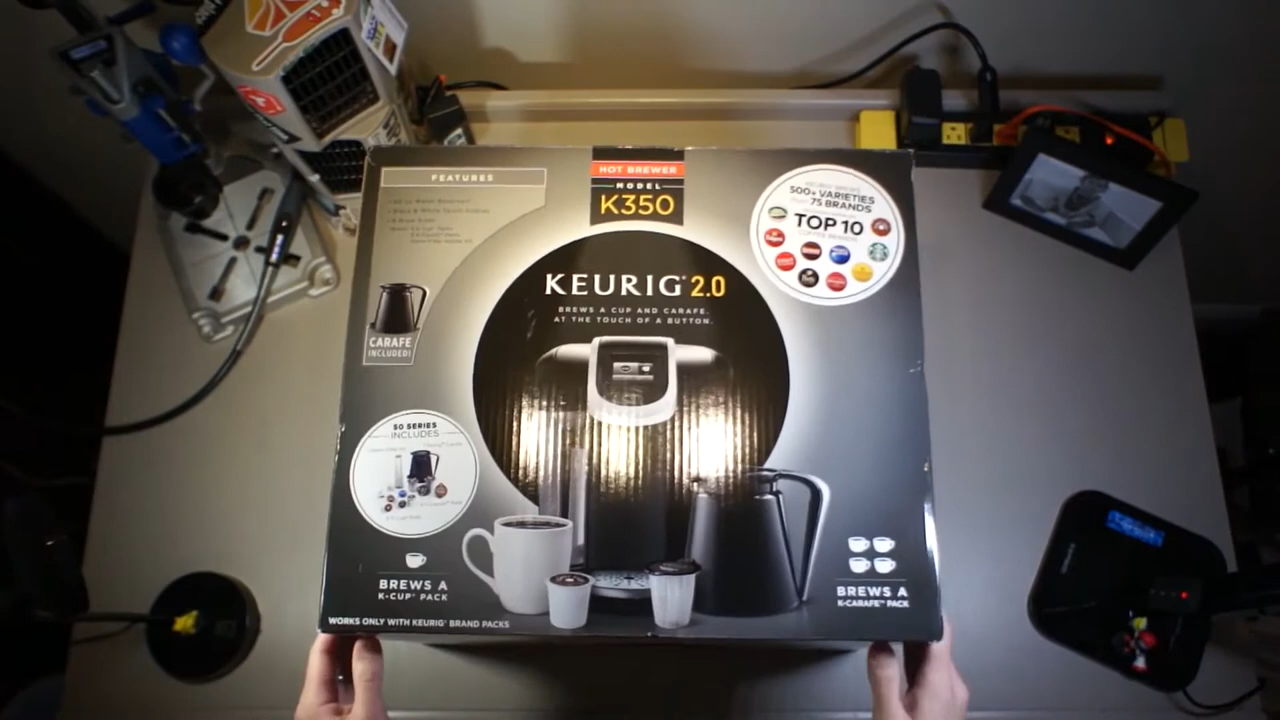 FEATURES
HOT BREWER
MODEL
K350
500+ VARIETIES
75 BRANDS
TOP 10
KEURIG 2.0
BREWS A CUP AND CARAFE.
AT THE TOUCH OF A BUTTON.
CARAFE
INCLUDED!
50 SERIES
INCLUDES
BREWS A
K-CUP™ PACK
BREWS A
K-CARAFE™ PACK
WORKS ONLY WITH KEURIG® BRAND PACKS